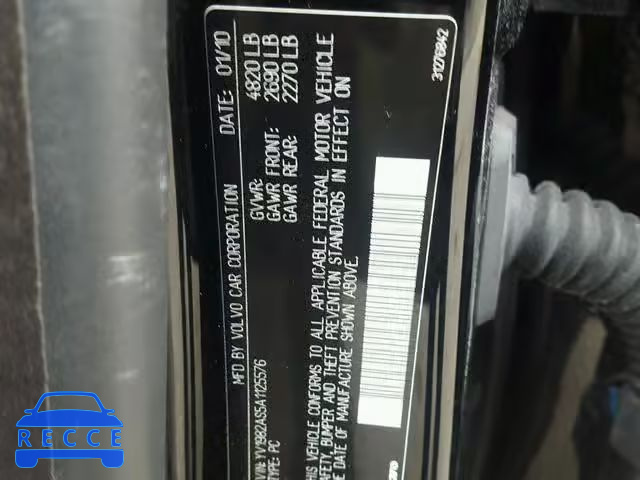 MFD BY VOLVO CAR CORPORATION DATE: 01/10
GVWR: 4820 LB
GAWR FRONT: 2690 LB
GAWR REAR: 2270 LB
VIN: YV1982AS5A1125576
TYPE: PC
THIS VEHICLE CONFORMS TO ALL APPLICABLE FEDERAL MOTOR VEHICLE
SAFETY, BUMPER AND THEFT PREVENTION STANDARDS IN EFFECT ON
THE DATE OF MANUFACTURE SHOWN ABOVE.
31276842